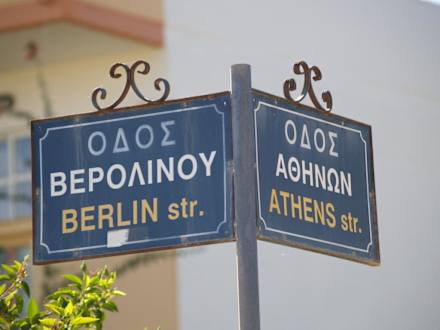 ΟΔΟΣ
ΒΕΡΟΛΙΝΟΥ
BERLIN str.
ΟΔΟΣ
ΑΘΗΝΩΝ
ATHENS str.